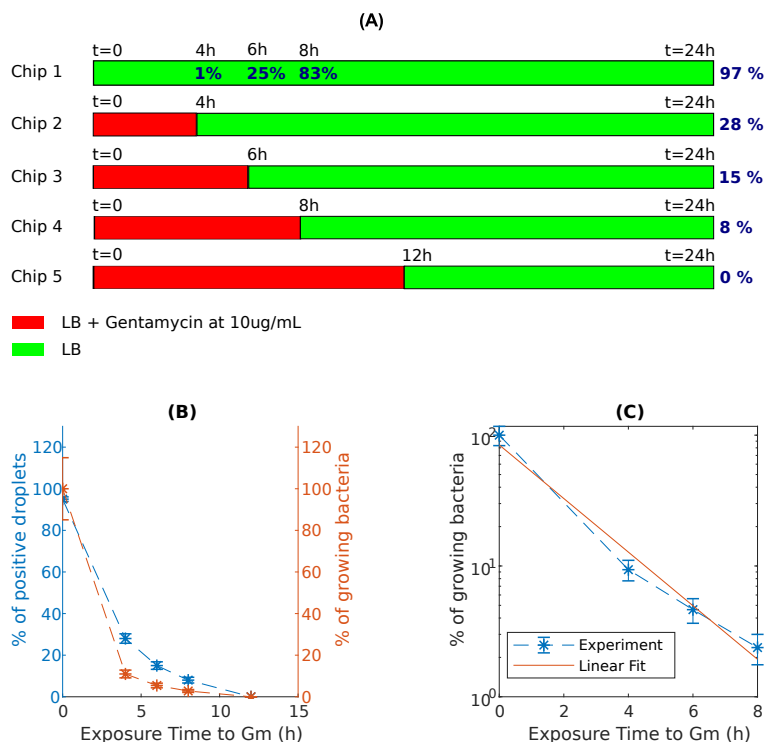 (A)
t=0 4h 6h 8h t=24h
Chip 1 1% 25% 83% 97 %
t=0 4h t=24h
Chip 2 28 %
t=0 6h t=24h
Chip 3 15 %
t=0 8h t=24h
Chip 4 8 %
t=0 12h t=24h
Chip 5 0 %
LB + Gentamycin at 10ug/mL
LB
(B)
% of positive droplets
120
100
80
60
40
20
0
0 5 10 15
Exposure Time to Gm (h)
120
100
80
60
40
20
0
% of growing bacteria
(C)
% of growing bacteria
10²
10¹
10⁰
Experiment
Linear Fit
0 2 4 6 8
Exposure Time to Gm (h)